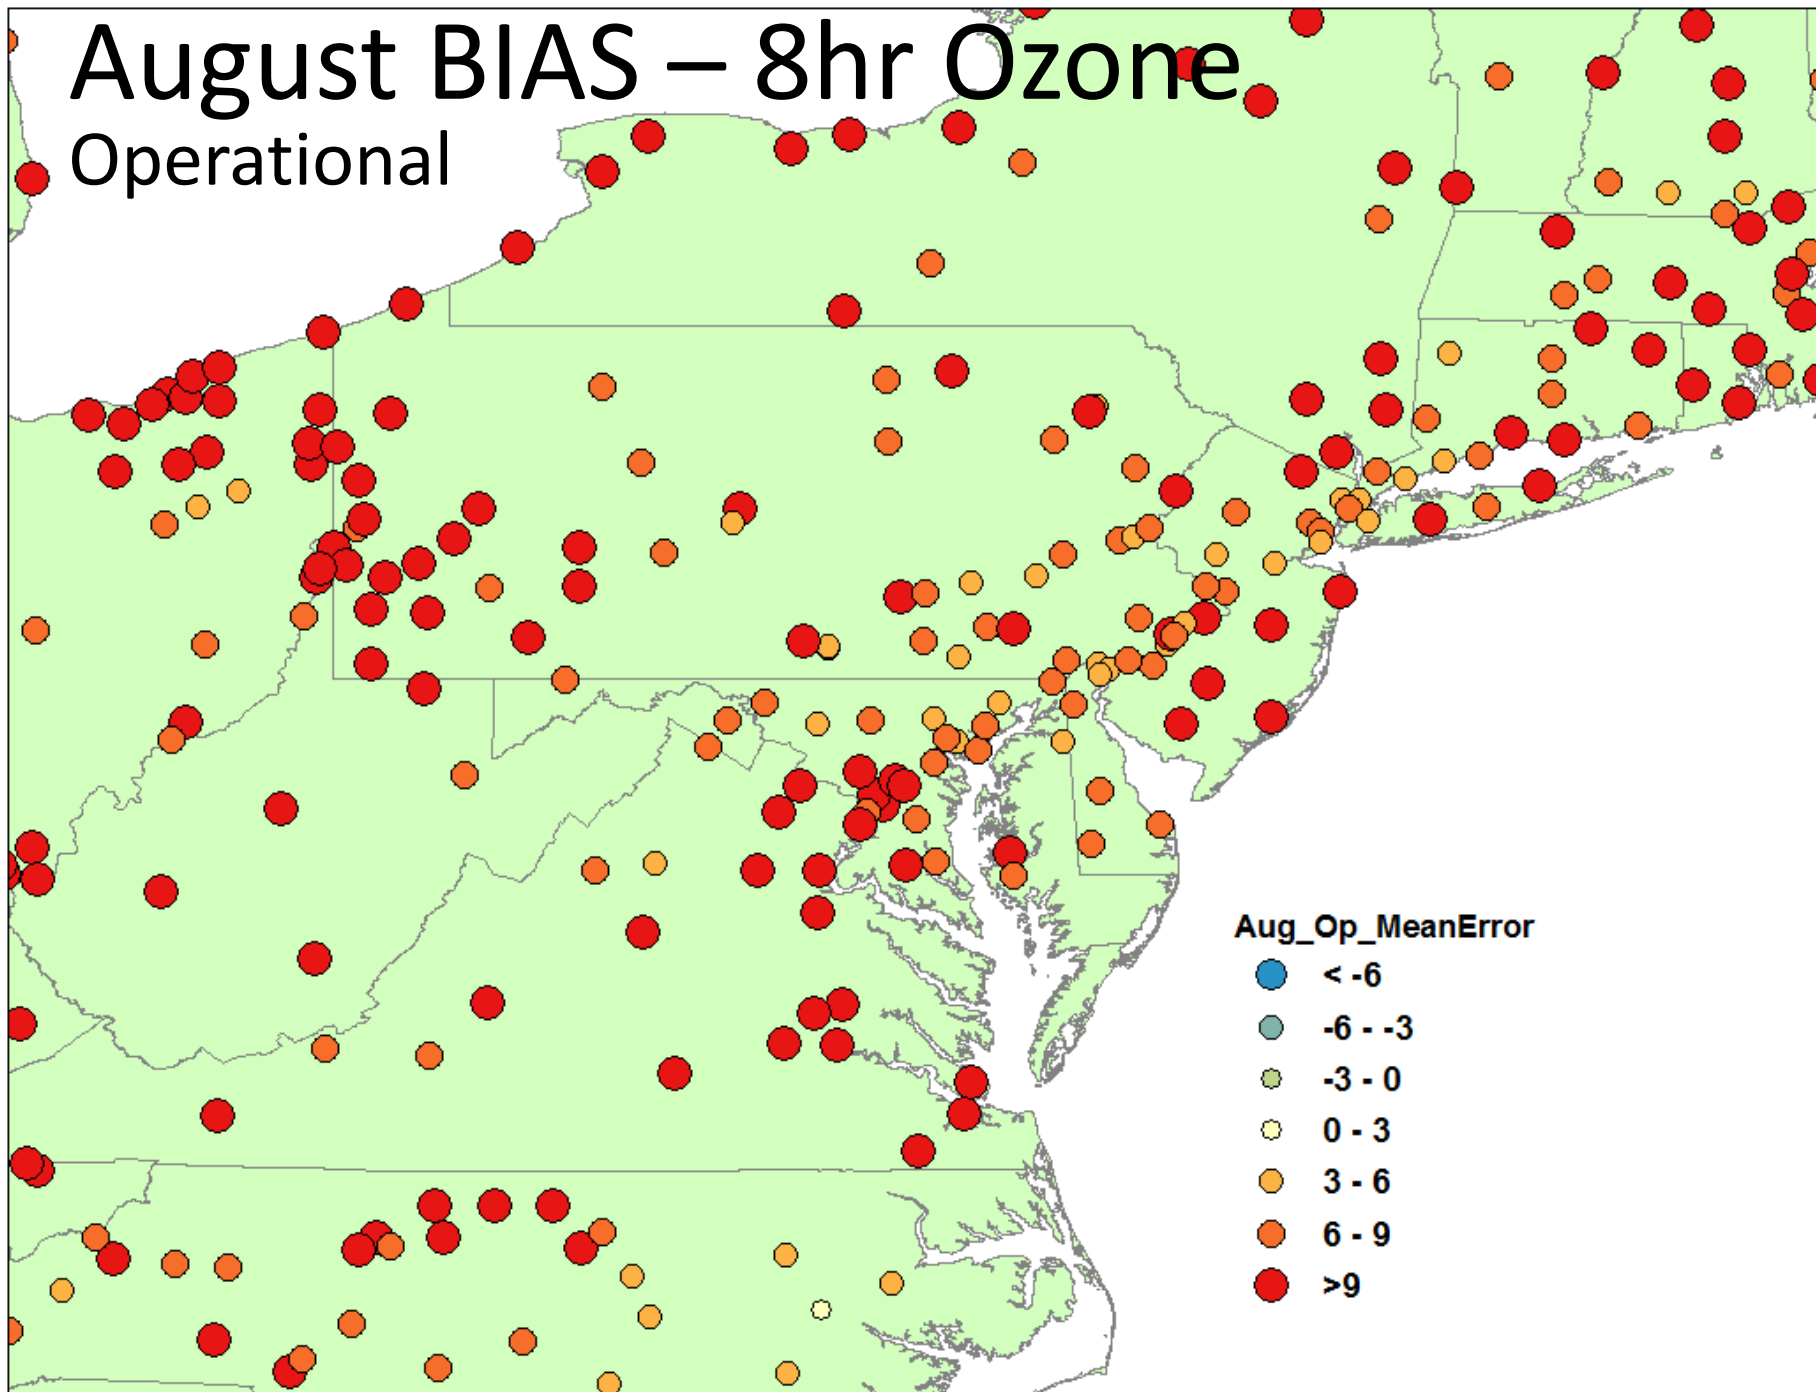 August BIAS – 8hr Ozone
Operational
Aug_Op_MeanError
< -6
-6 - -3
-3 - 0
0 - 3
3 - 6
6 - 9
>9